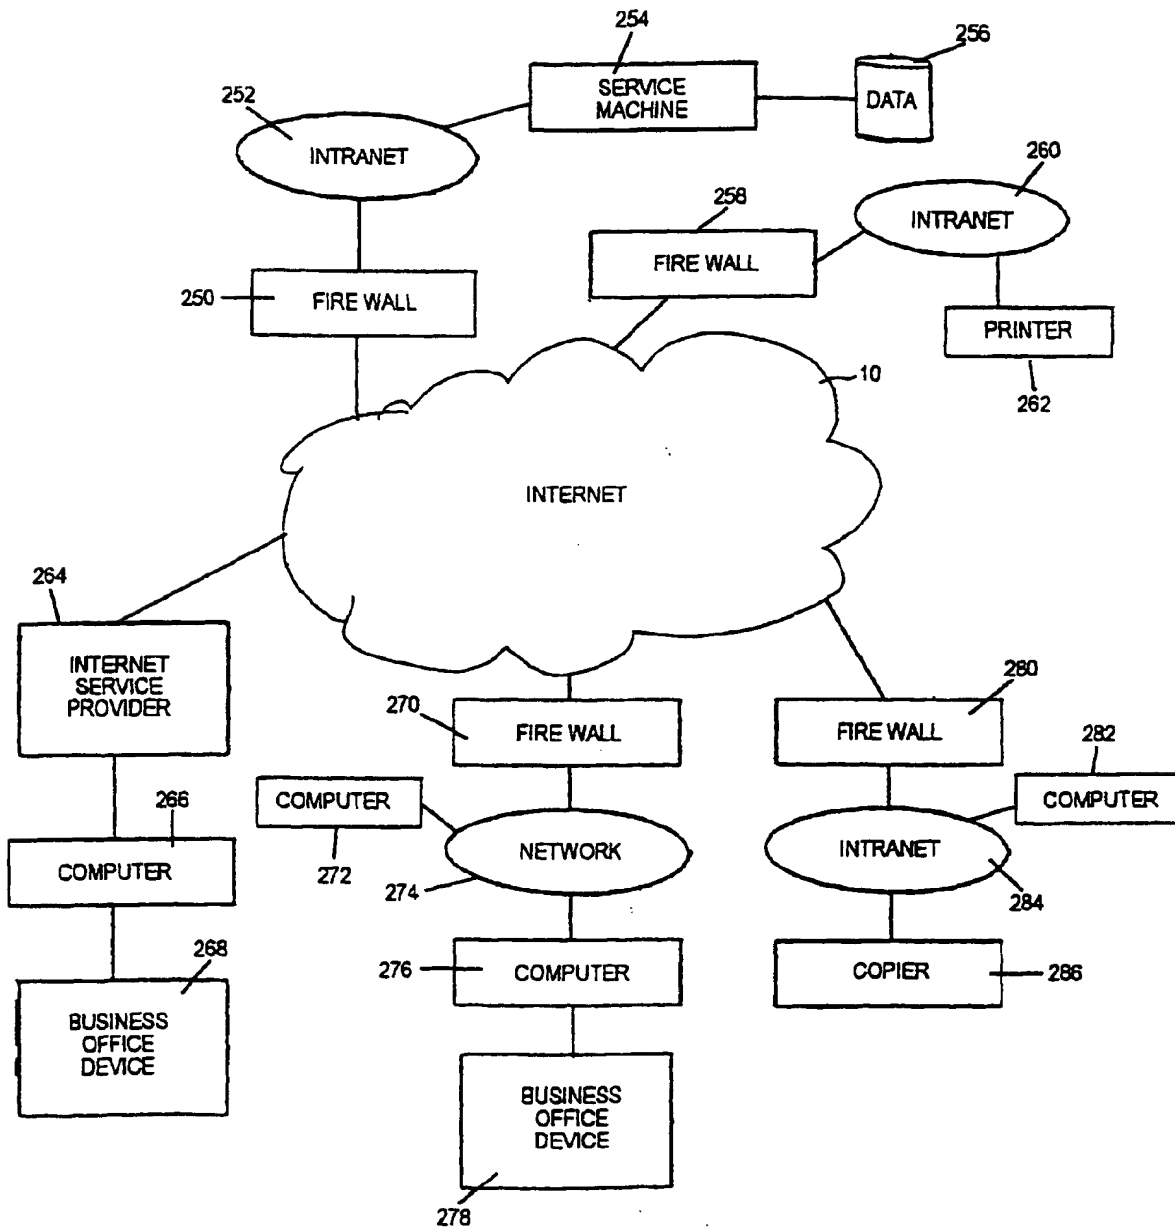 254
256
SERVICE
MACHINE
DATA
252
INTRANET
260
INTRANET
258
FIRE WALL
250
FIRE WALL
PRINTER
262
10
INTERNET
264
INTERNET
SERVICE
PROVIDER
270
FIRE WALL
280
FIRE WALL
282
COMPUTER
266
COMPUTER
272
COMPUTER
NETWORK
274
INTRANET
284
268
BUSINESS
OFFICE
DEVICE
276
COMPUTER
COPIER
286
BUSINESS
OFFICE
DEVICE
278